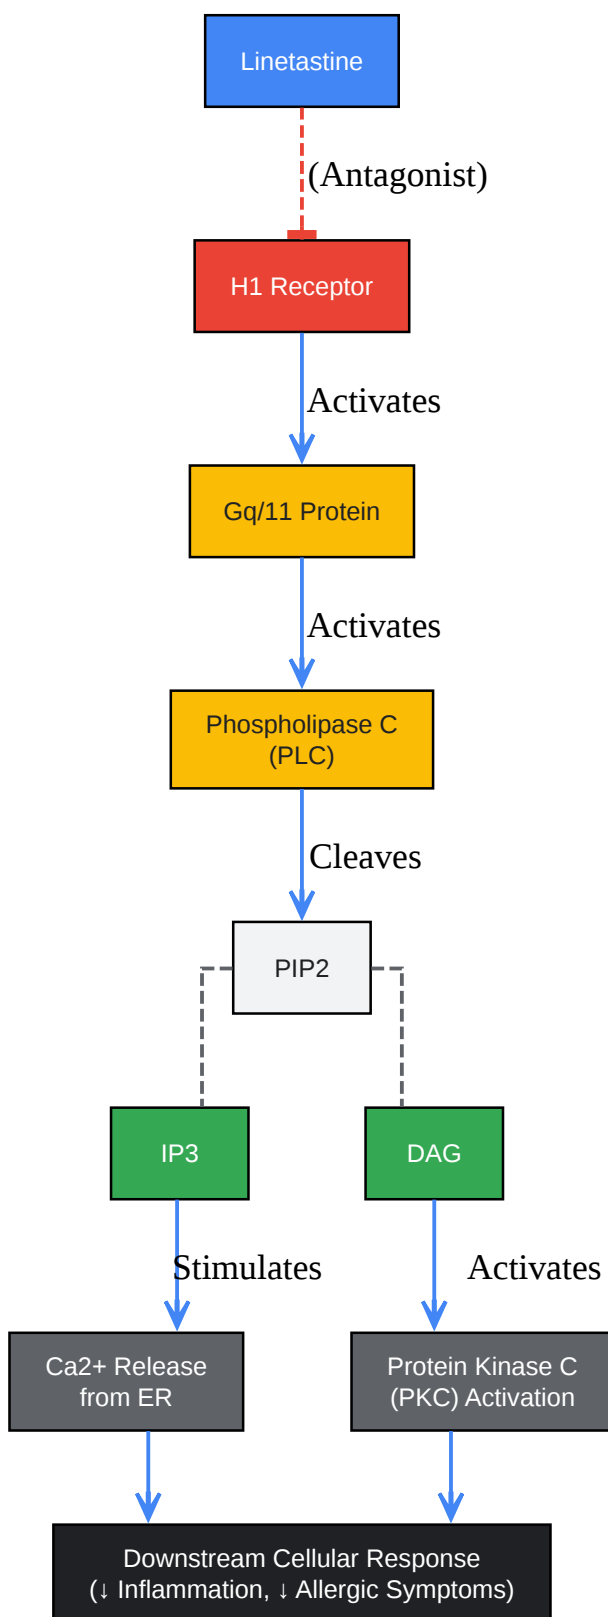 Linetastine
(Antagonist)
H1 Receptor
Activates
Gq/11 Protein
Activates
Phospholipase C
(PLC)
Cleaves
PIP2
IP3
DAG
Stimulates
Activates
Ca2+ Release
from ER
Protein Kinase C
(PKC) Activation
Downstream Cellular Response
(↓ Inflammation, ↓ Allergic Symptoms)